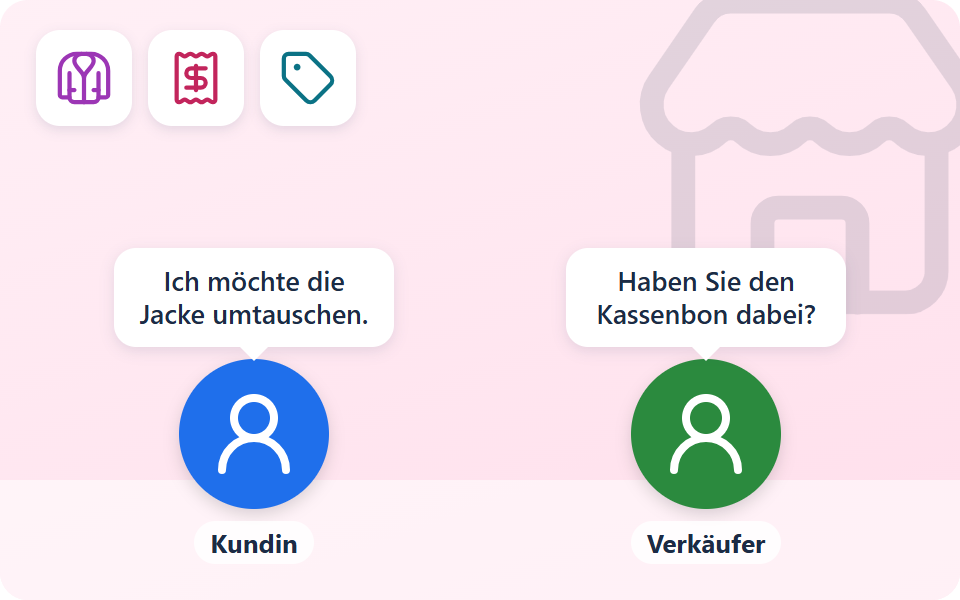 Ich möchte die
Jacke umtauschen.
Haben Sie den
Kassenbon dabei?
Kundin
Verkäufer